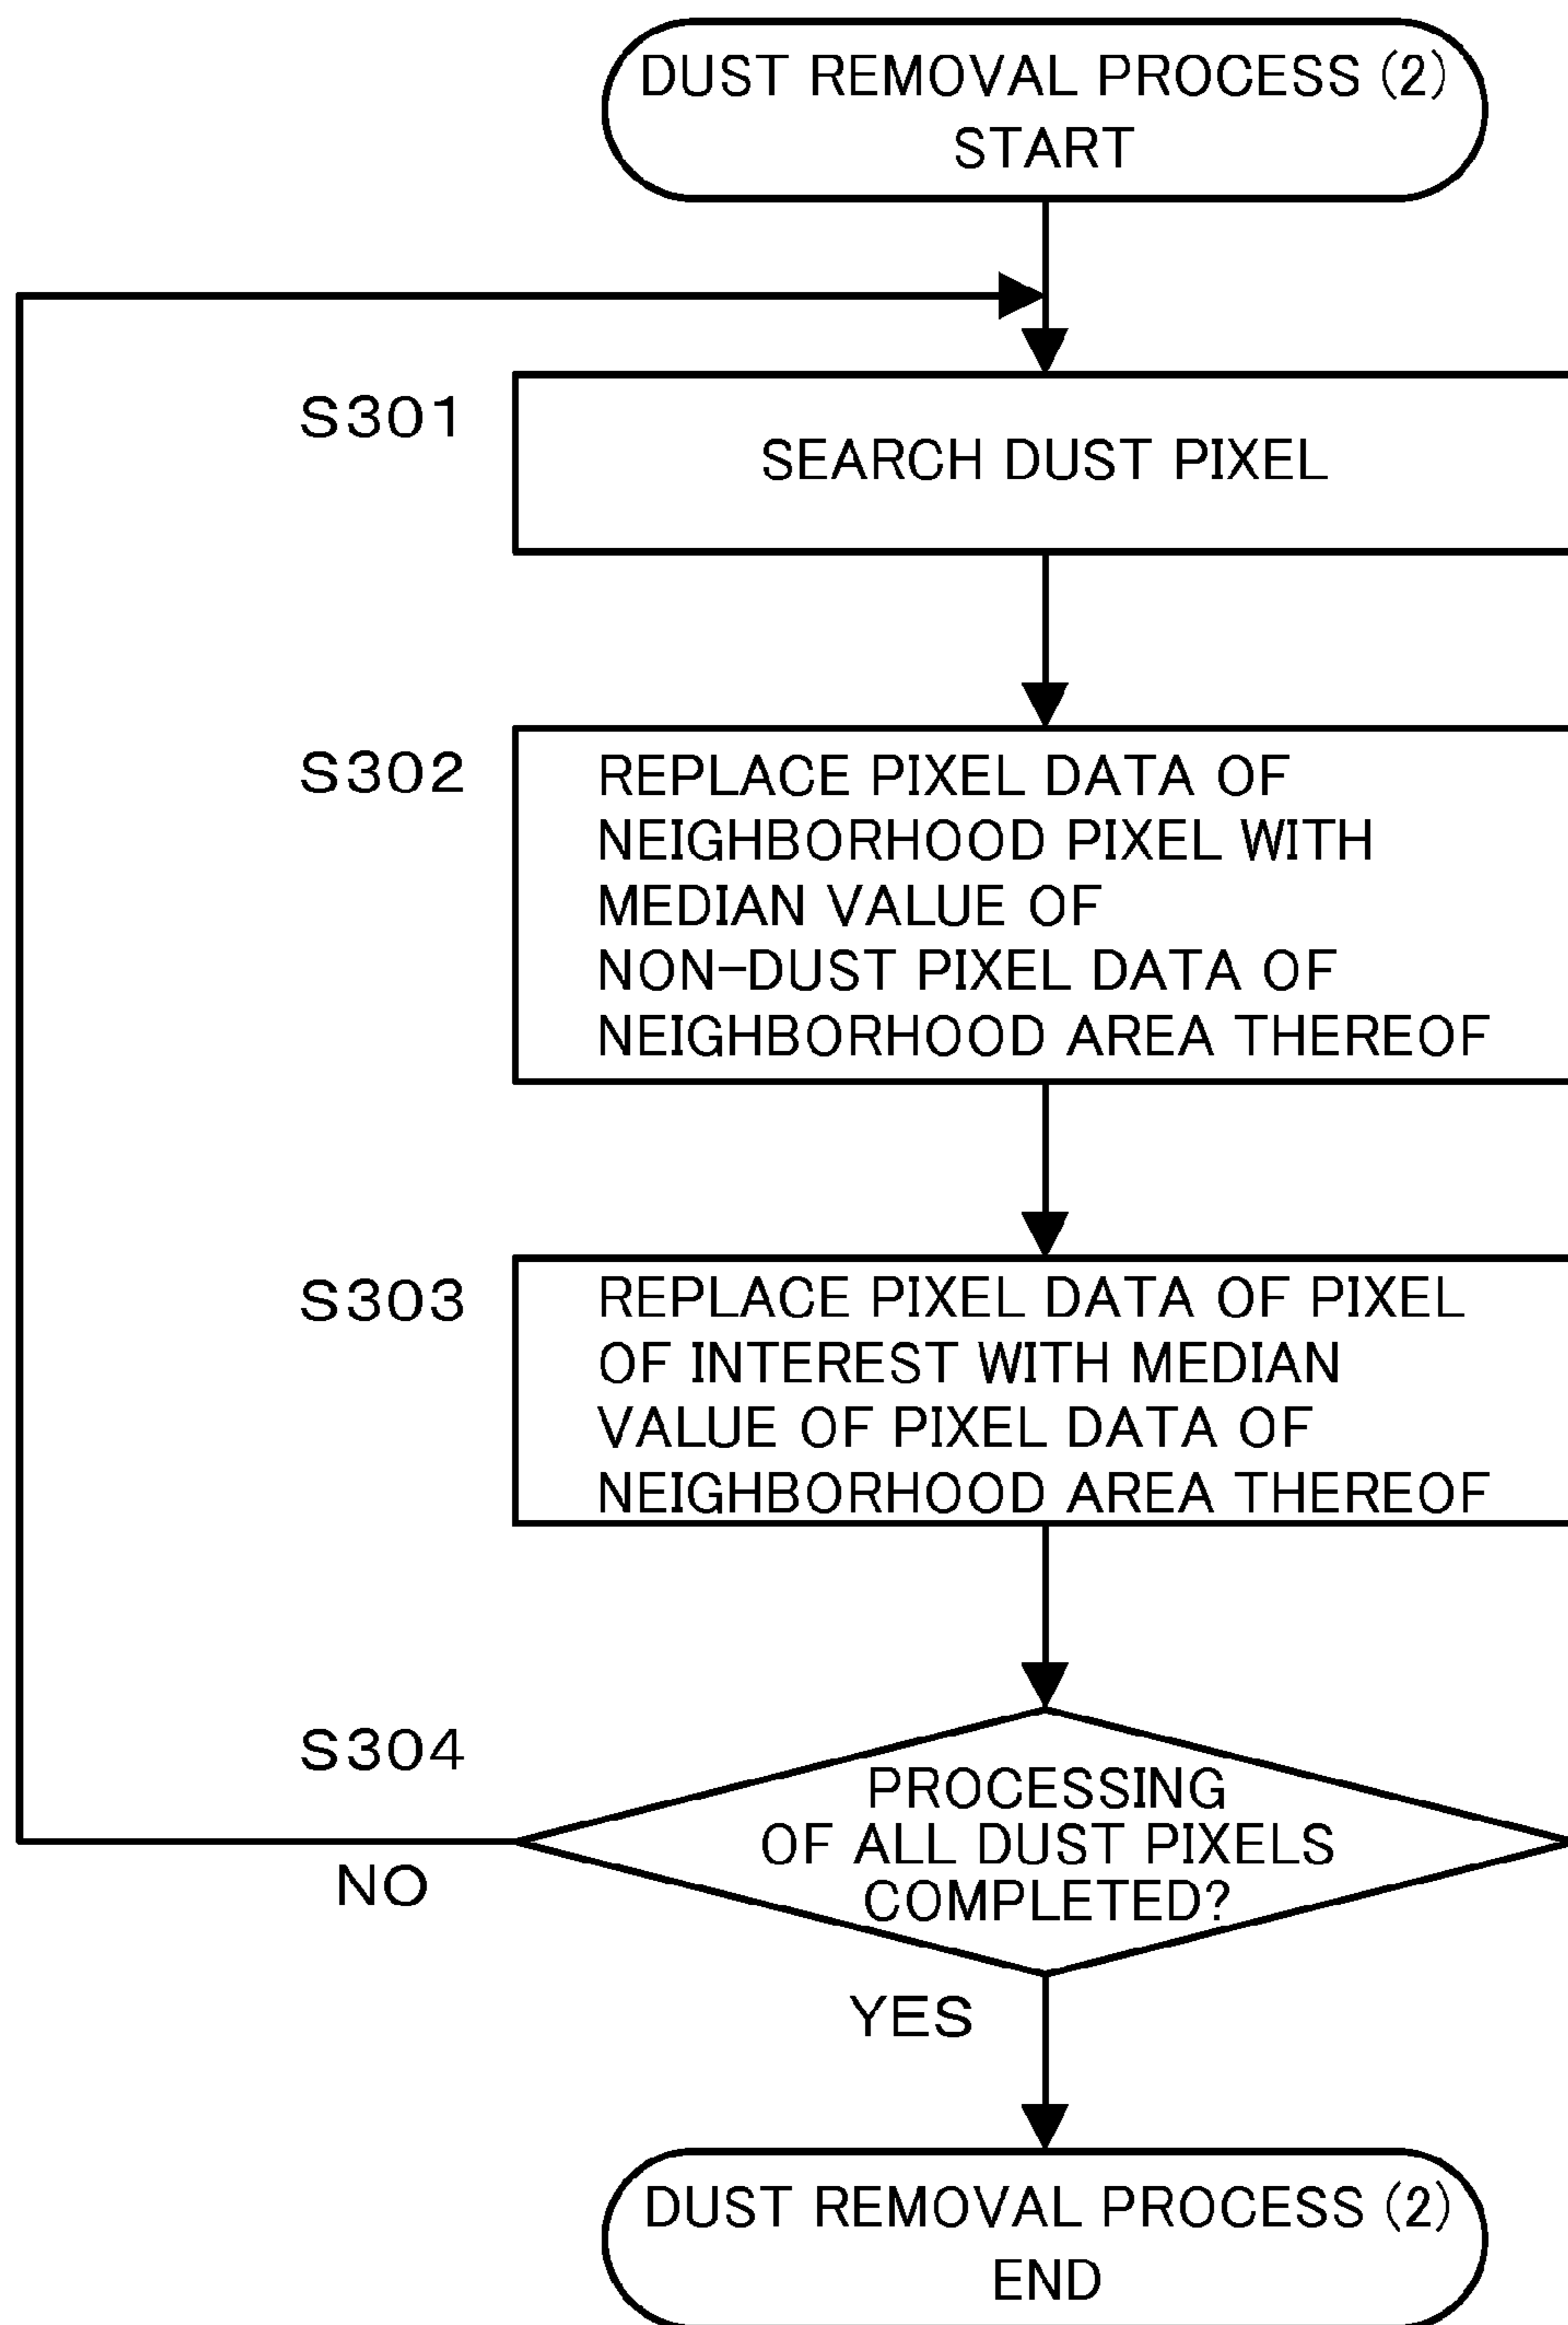 DUST REMOVAL PROCESS (2)
START
S301
SEARCH DUST PIXEL
S302
REPLACE PIXEL DATA OF
NEIGHBORHOOD PIXEL WITH
MEDIAN VALUE OF
NON-DUST PIXEL DATA OF
NEIGHBORHOOD AREA THEREOF
S303
REPLACE PIXEL DATA OF PIXEL
OF INTEREST WITH MEDIAN
VALUE OF PIXEL DATA OF
NEIGHBORHOOD AREA THEREOF
S304
PROCESSING
OF ALL DUST PIXELS
COMPLETED?
NO
YES
DUST REMOVAL PROCESS (2)
END